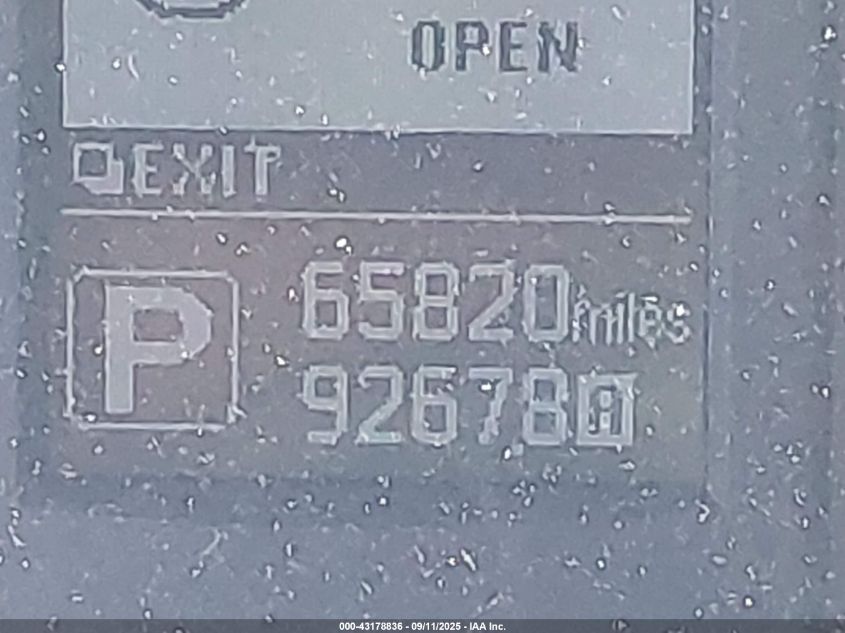 OPEN
EXIT
P
65820 miles
92678 A
000-43178836 - 09/11/2025 - IAA Inc.